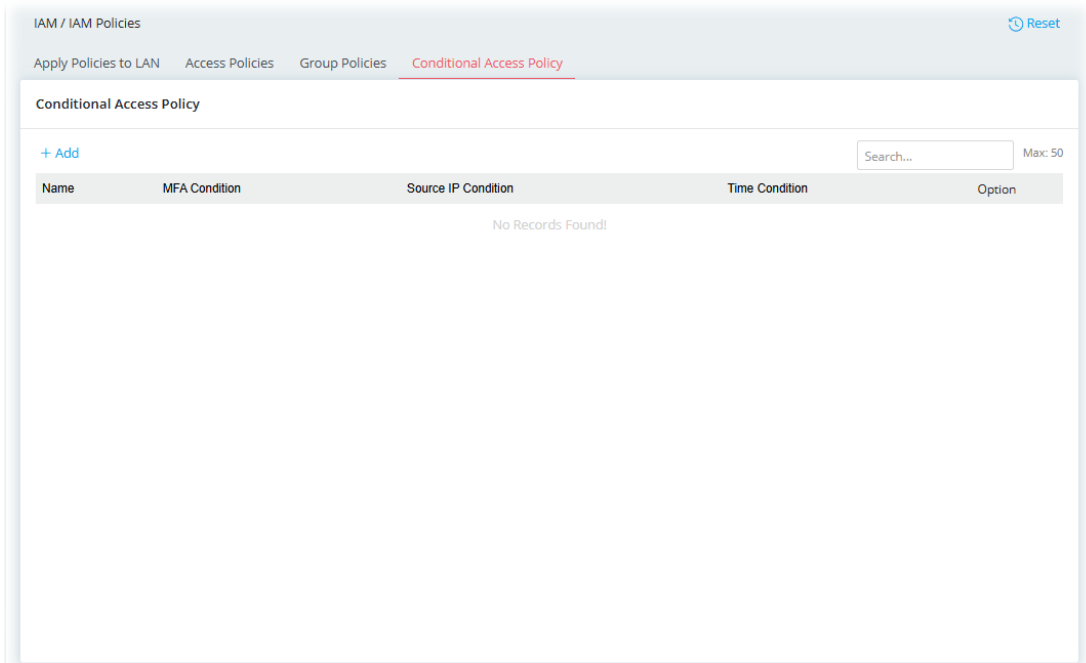 IAM / IAM Policies
Reset
Apply Policies to LAN Access Policies Group Policies Conditional Access Policy
Conditional Access Policy
+ Add
Search...
Max: 50
Name MFA Condition Source IP Condition Time Condition Option
No Records Found!